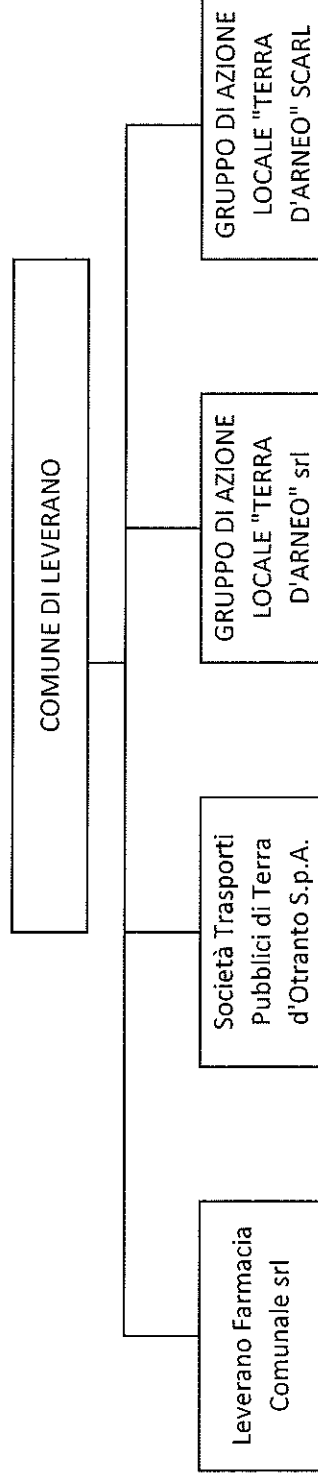 COMUNE DI LEVERANO
Leverano Farmacia
Comunale srl
Società Trasporti
Pubblici di Terra
d'Otranto S.p.A.
GRUPPO DI AZIONE
LOCALE "TERRA
D'ARNEO" srl
GRUPPO DI AZIONE
LOCALE "TERRA
D'ARNEO" SCARL